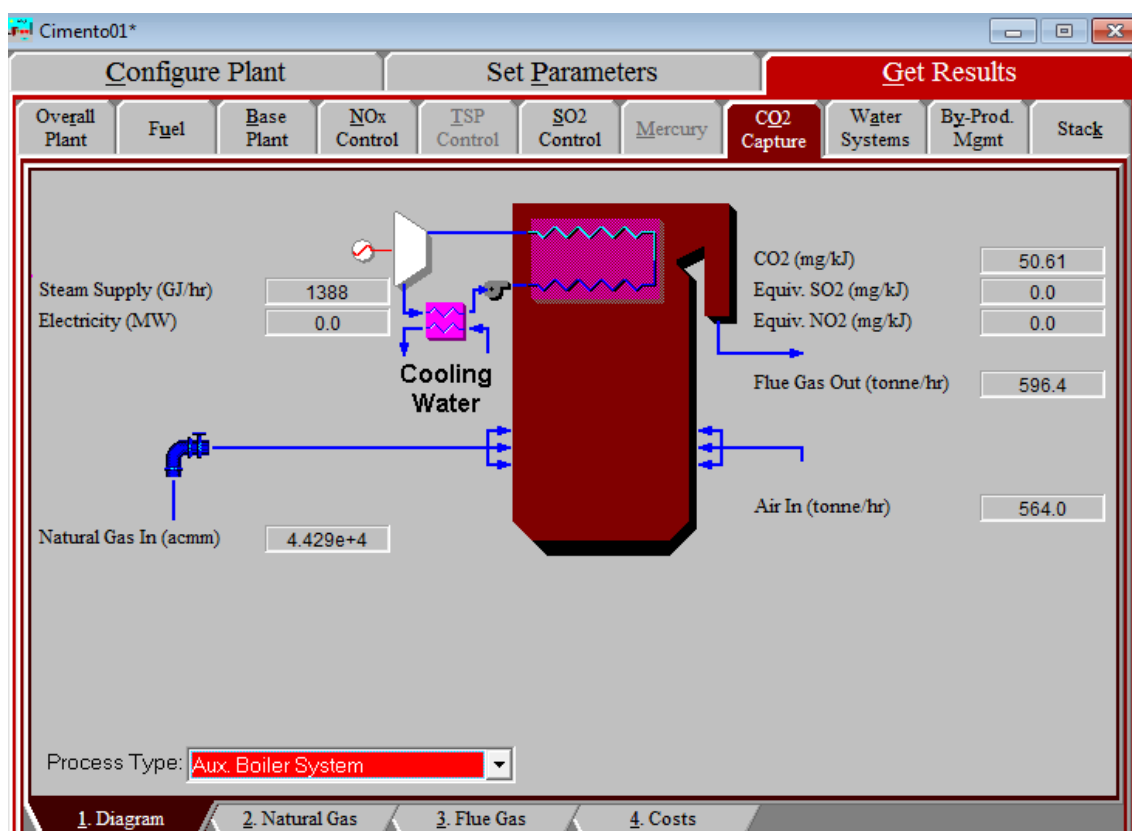 Cimento01*
Configure Plant
Set Parameters
Get Results
Overall Plant
Fuel
Base Plant
NOx Control
TSP Control
SO2 Control
Mercury
CO2 Capture
Water Systems
By-Prod. Mgmt
Stack
CO2 (mg/kJ) 50.61
Steam Supply (GJ/hr) 1388
Equiv. SO2 (mg/kJ) 0.0
Electricity (MW) 0.0
Equiv. NO2 (mg/kJ) 0.0
Cooling
Water
Flue Gas Out (tonne/hr) 596.4
Air In (tonne/hr) 564.0
Natural Gas In (acmm) 4.429e+4
Process Type: Aux. Boiler System
1. Diagram
2. Natural Gas
3. Flue Gas
4. Costs